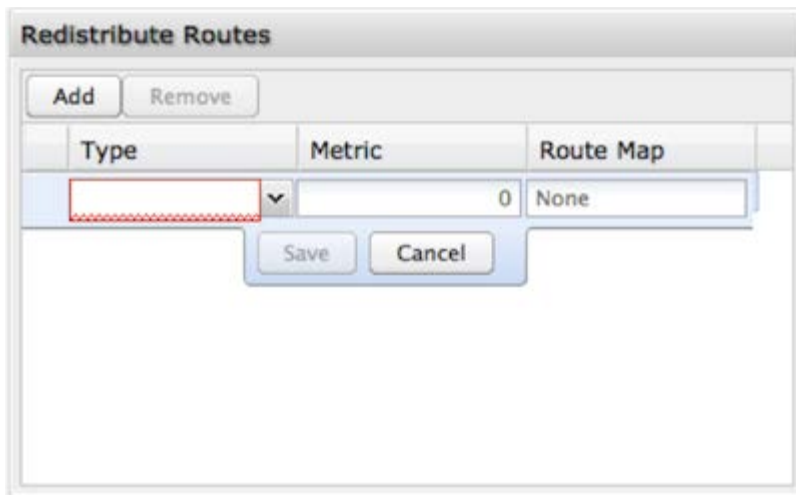 Redistribute Routes
Add Remove
Type Metric Route Map
0 None
Save Cancel